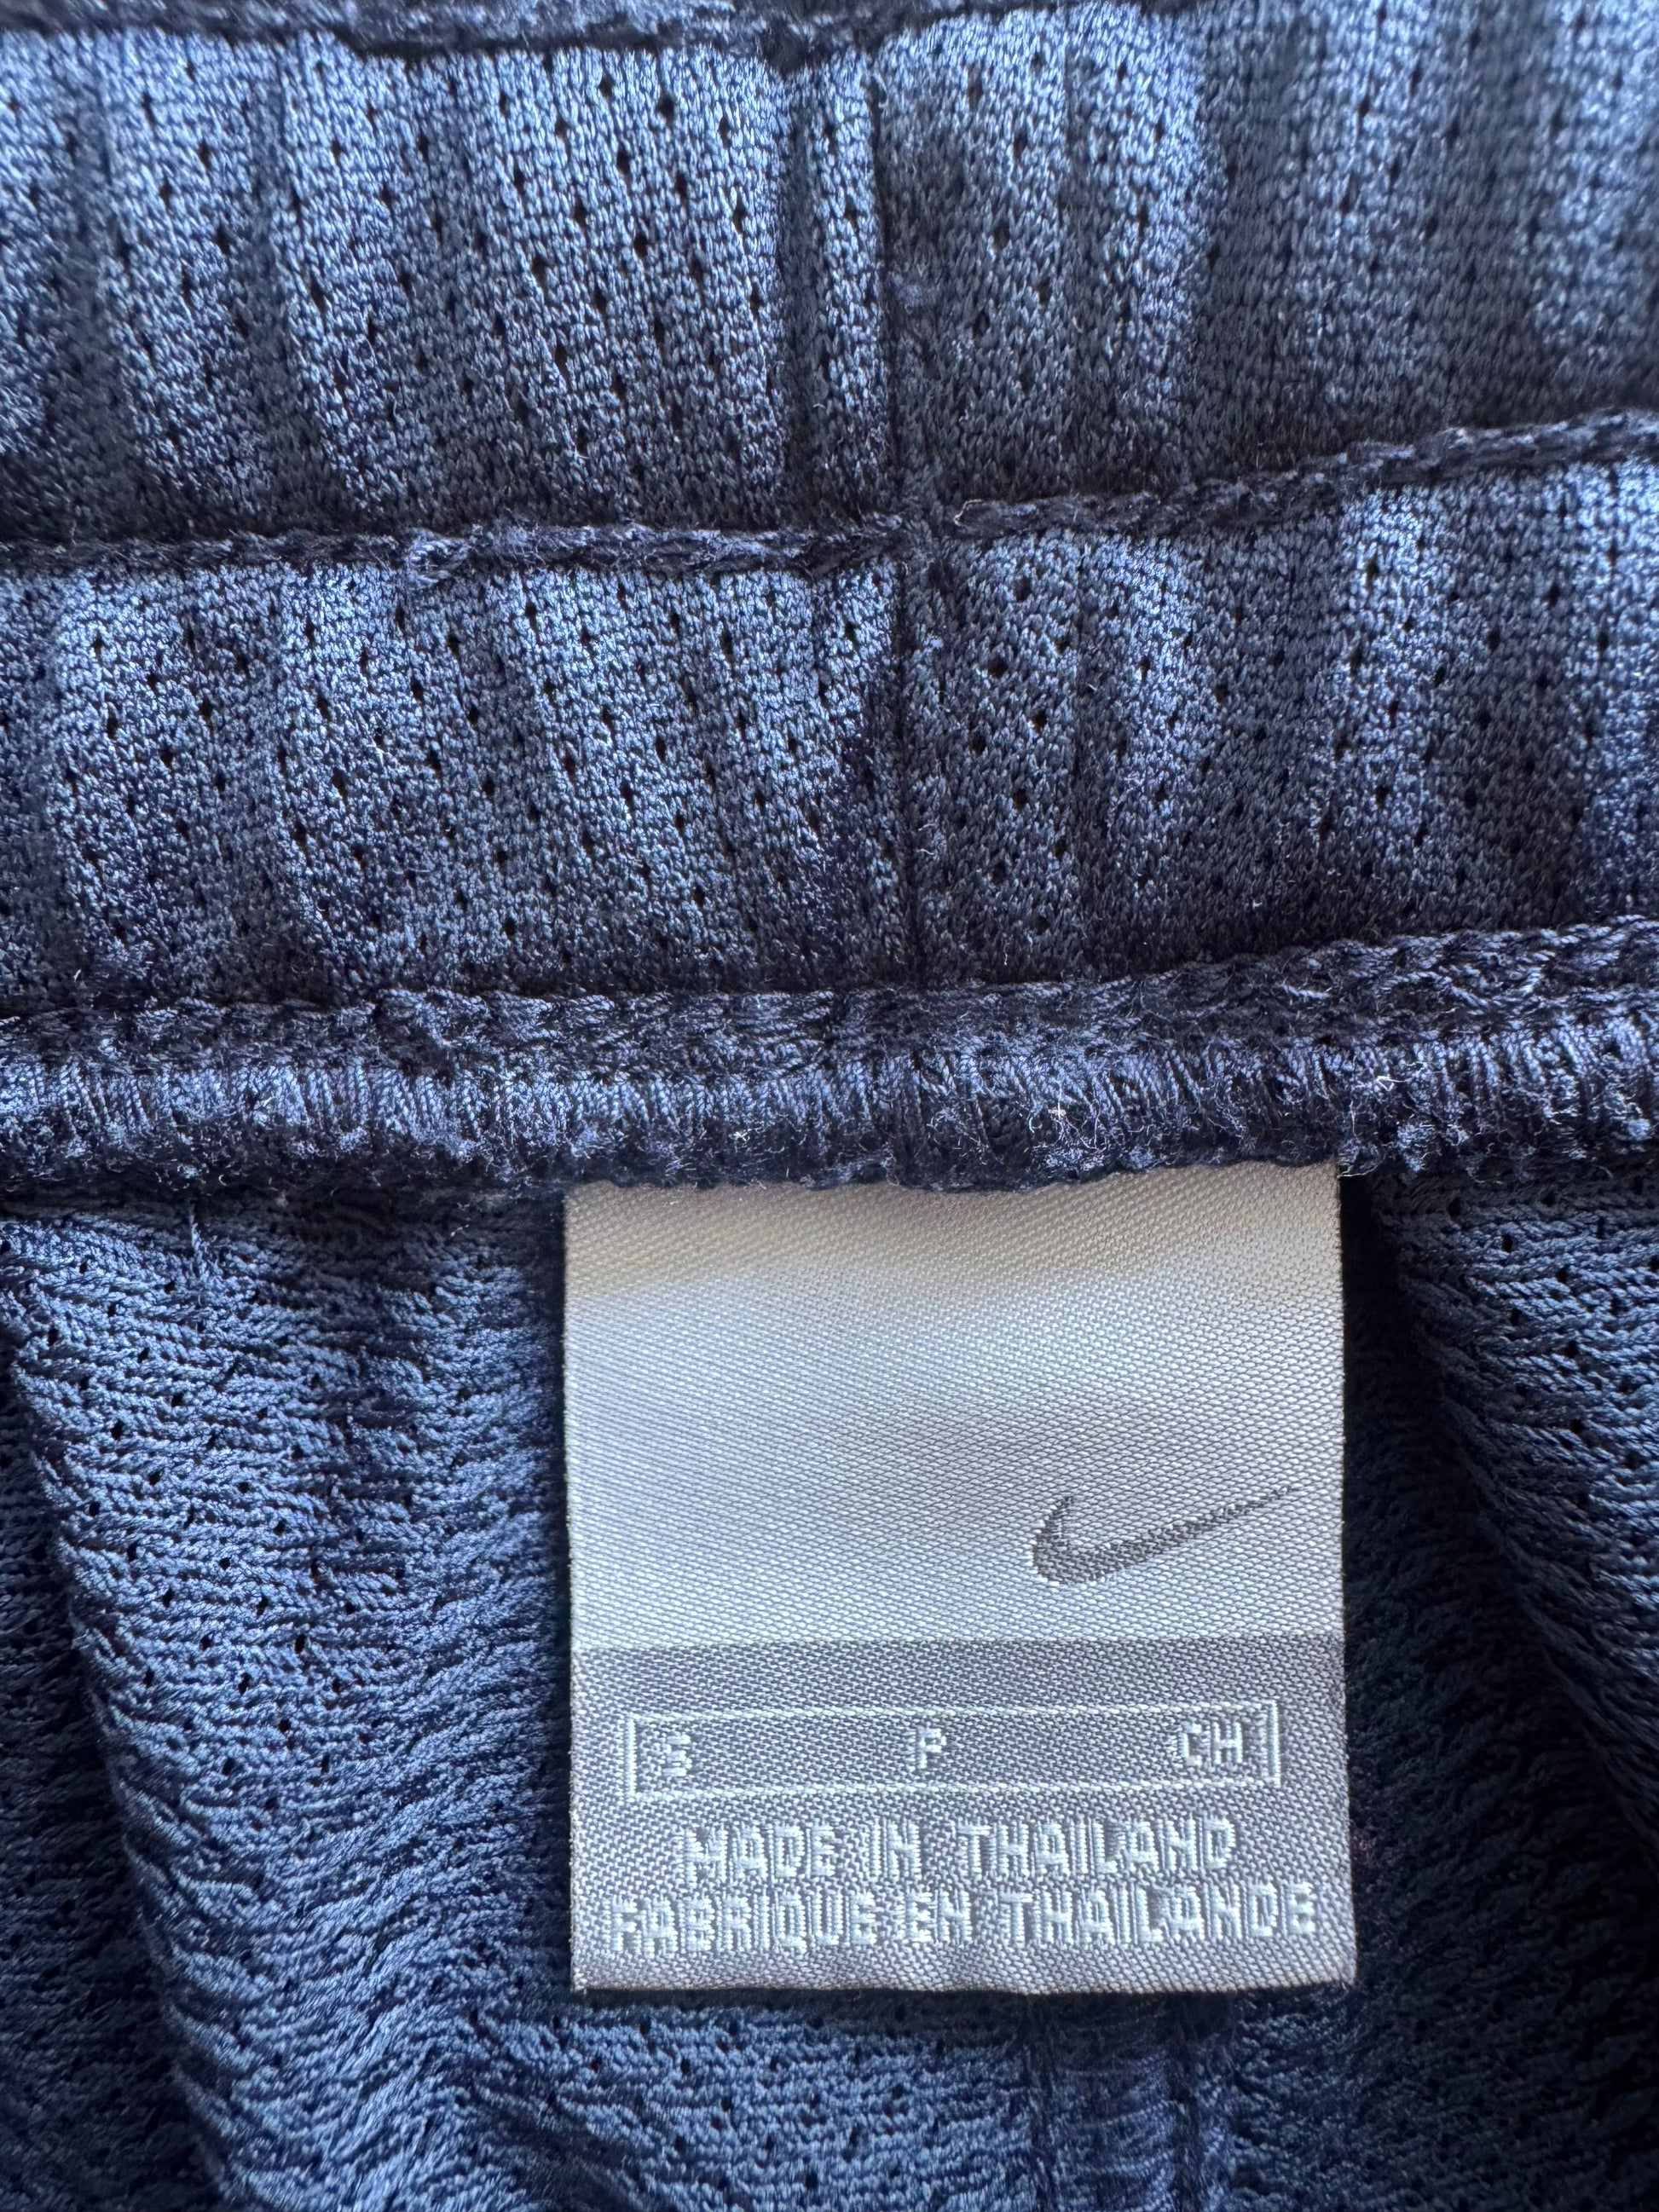 S P CH
MADE IN THAILAND
FABRIQUE EN THAILANDE